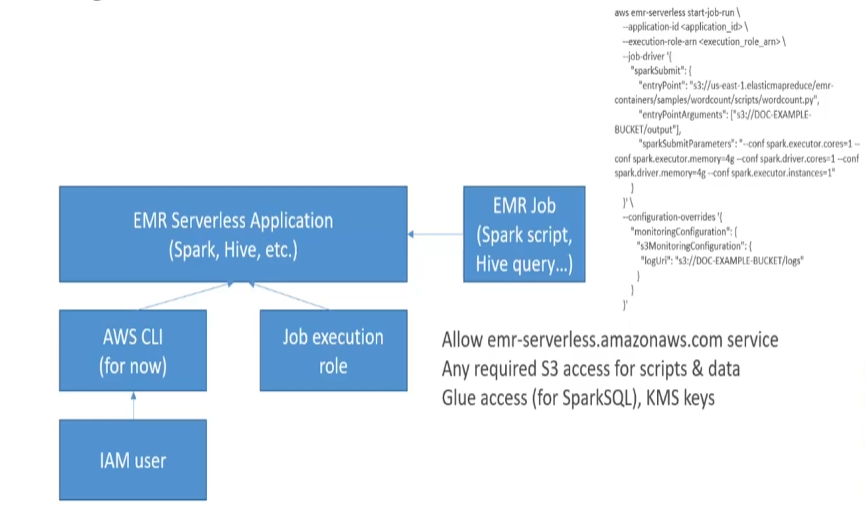 aws emr-serverless start-job-run \
--application-id <application_id> \
--execution-role-arn <execution_role_arn> \
--job-driver '{
"sparkSubmit": {
"entryPoint": "s3://us-east-1.elasticmapreduce/emr-
containers/samples/wordcount/scripts/wordcount.py",
"entryPointArguments": ["s3://DOC-EXAMPLE-
BUCKET/output"],
"sparkSubmitParameters": "--conf spark.executor.cores=1 --
conf spark.executor.memory=4g --conf spark.driver.cores=1 --conf
spark.driver.memory=4g --conf spark.executor.instances=1"
}
}' \
--configuration-overrides '{
"monitoringConfiguration": {
"s3MonitoringConfiguration": {
"logUri": "s3://DOC-EXAMPLE-BUCKET/logs"
}
}
}'
EMR Serverless Application
(Spark, Hive, etc.)
EMR Job
(Spark script,
Hive query...)
AWS CLI
(for now)
Job execution
role
IAM user
Allow emr-serverless.amazonaws.com service
Any required S3 access for scripts & data
Glue access (for SparkSQL), KMS keys